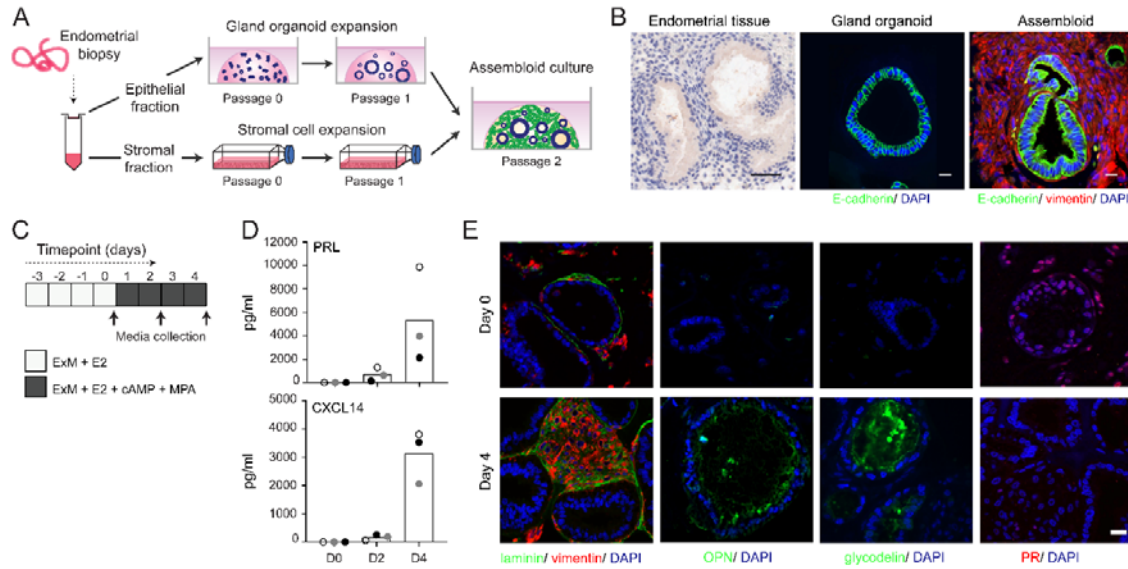 A
Gland organoid expansion
Endometrial
biopsy
Epithelial
fraction
Passage 0
Passage 1
Assembloid culture
Stromal cell expansion
Stromal
fraction
Passage 0
Passage 1
Passage 2
B
Endometrial tissue
Gland organoid
Assembloid
E-cadherin/ DAPI
E-cadherin/ vimentin/ DAPI
C
Timepoint (days)
-3 -2 -1 0 1 2 3 4
Media collection
ExM + E2
ExM + E2 + cAMP + MPA
D
PRL
12000
10000
8000
6000
4000
2000
0
pg/ml
CXCL14
5000
4000
3000
2000
1000
0
pg/ml
D0 D2 D4
E
Day 0
Day 4
laminin/ vimentin/ DAPI
OPN/ DAPI
glycodelin/ DAPI
PR/ DAPI